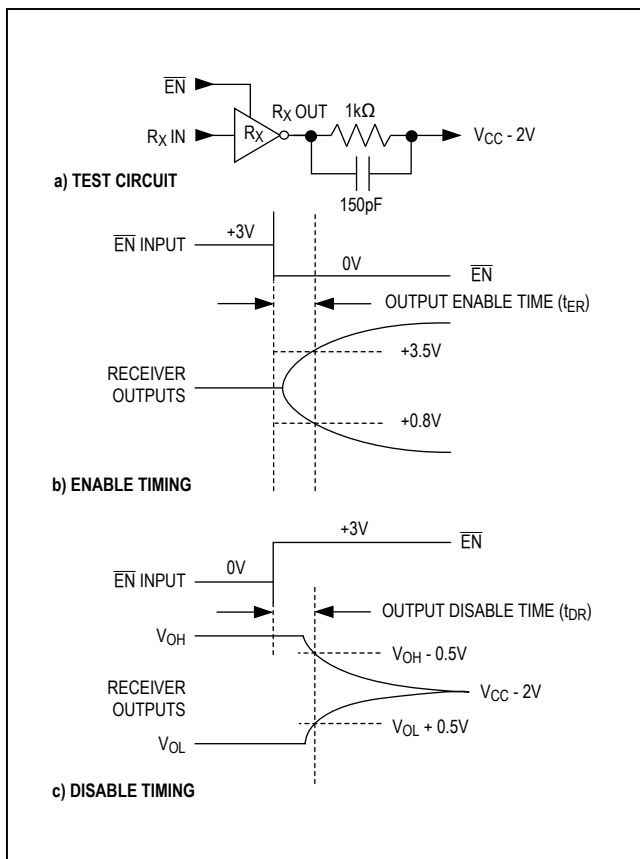 EN
RX IN
RX
RX OUT
1kΩ
VCC - 2V
150pF
a) TEST CIRCUIT
EN INPUT
+3V
0V
EN
OUTPUT ENABLE TIME (tER)
RECEIVER
OUTPUTS
+3.5V
+0.8V
b) ENABLE TIMING
EN INPUT
0V
+3V
EN
OUTPUT DISABLE TIME (tDR)
VOH
VOH - 0.5V
RECEIVER
OUTPUTS
VCC - 2V
VOL + 0.5V
VOL
c) DISABLE TIMING